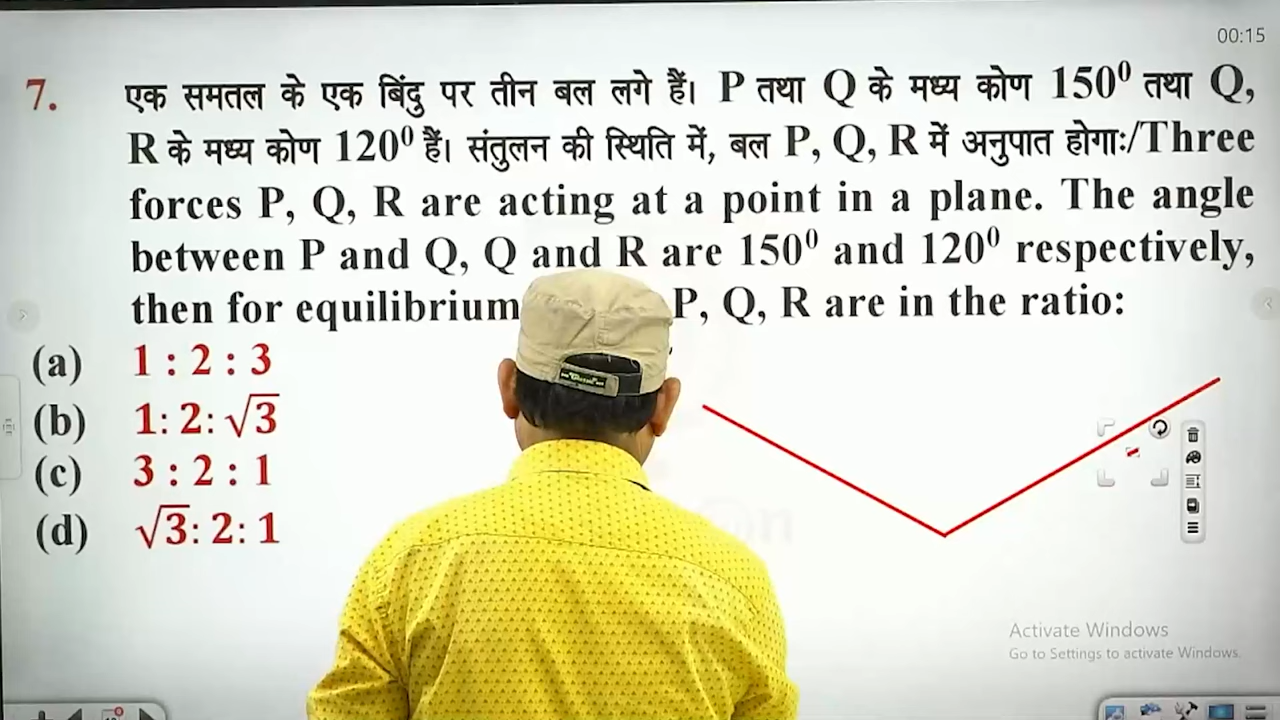 00:15
7. एक समतल के एक बिंदु पर तीन बल लगे हैं। P तथा Q के मध्य कोण 150⁰ तथा Q,
R के मध्य कोण 120⁰ हैं। संतुलन की स्थिति में, बल P, Q, R में अनुपात होगाः/Three
forces P, Q, R are acting at a point in a plane. The angle
between P and Q, Q and R are 150⁰ and 120⁰ respectively,
then for equilibrium P, Q, R are in the ratio:
(a) 1 : 2 : 3
(b) 1: 2: √3
(c) 3 : 2 : 1
(d) √3: 2: 1
Activate Windows
Go to Settings to activate Windows.